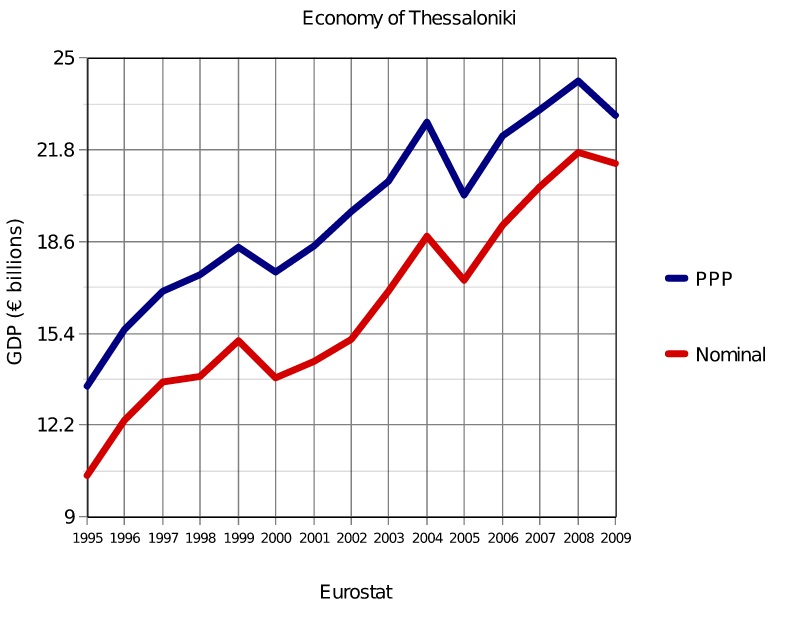 Economy of Thessaloniki
GDP (€ billions)
25
21.8
18.6
15.4
12.2
9
1995 1996 1997 1998 1999 2000 2001 2002 2003 2004 2005 2006 2007 2008 2009
Eurostat
PPP
Nominal